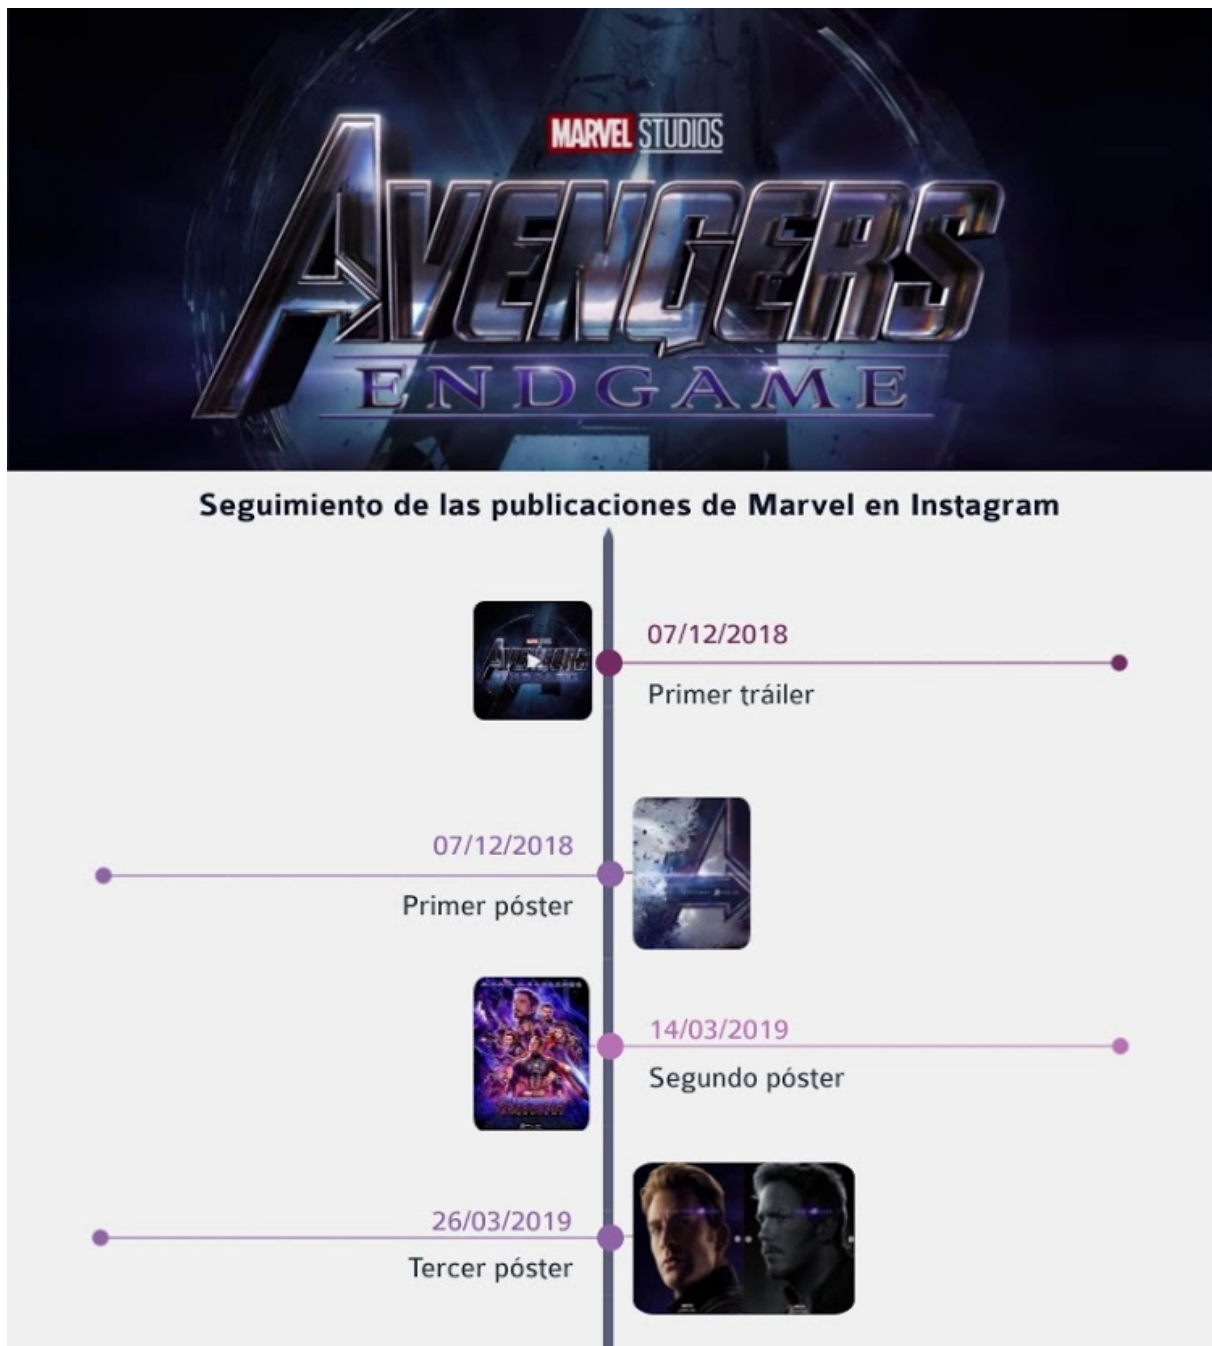 MARVEL STUDIOS
AVENGERS
ENDGAME
Seguimiento de las publicaciones de Marvel en Instagram
07/12/2018
Primer tráiler
07/12/2018
Primer póster
14/03/2019
Segundo póster
26/03/2019
Tercer póster